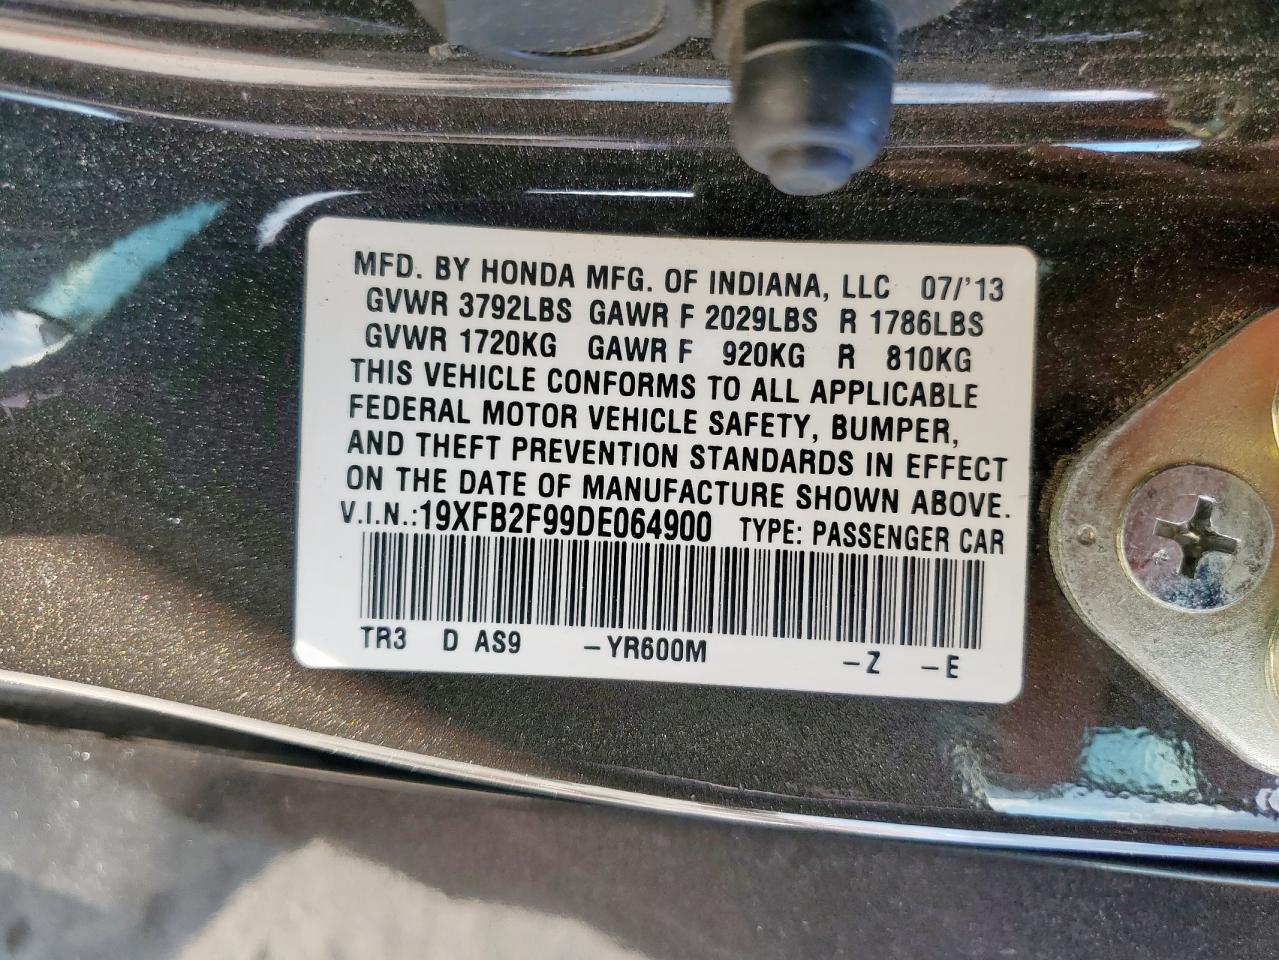 MFD. BY HONDA MFG. OF INDIANA, LLC 07/'13
GVWR 3792LBS GAWR F 2029LBS R 1786LBS
GVWR 1720KG GAWR F 920KG R 810KG
THIS VEHICLE CONFORMS TO ALL APPLICABLE
FEDERAL MOTOR VEHICLE SAFETY, BUMPER,
AND THEFT PREVENTION STANDARDS IN EFFECT
ON THE DATE OF MANUFACTURE SHOWN ABOVE.
V.I.N.:19XFB2F99DE064900 TYPE: PASSENGER CAR
TR3 D AS9 –YR600M –Z –E